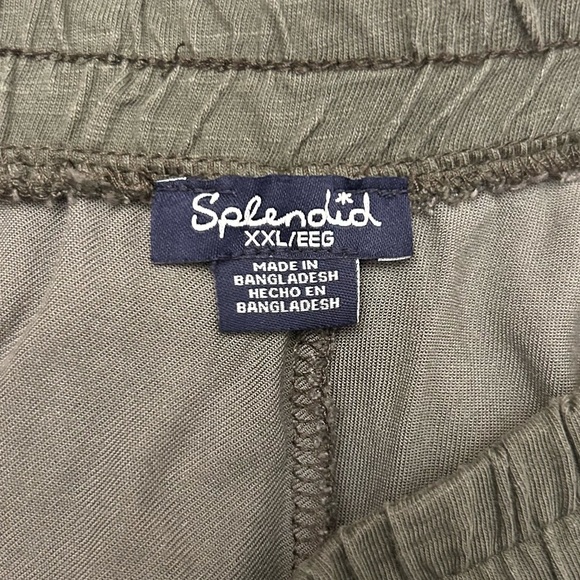 Splendid*
XXL/EEG
MADE IN
BANGLADESH
HECHO EN
BANGLADESH